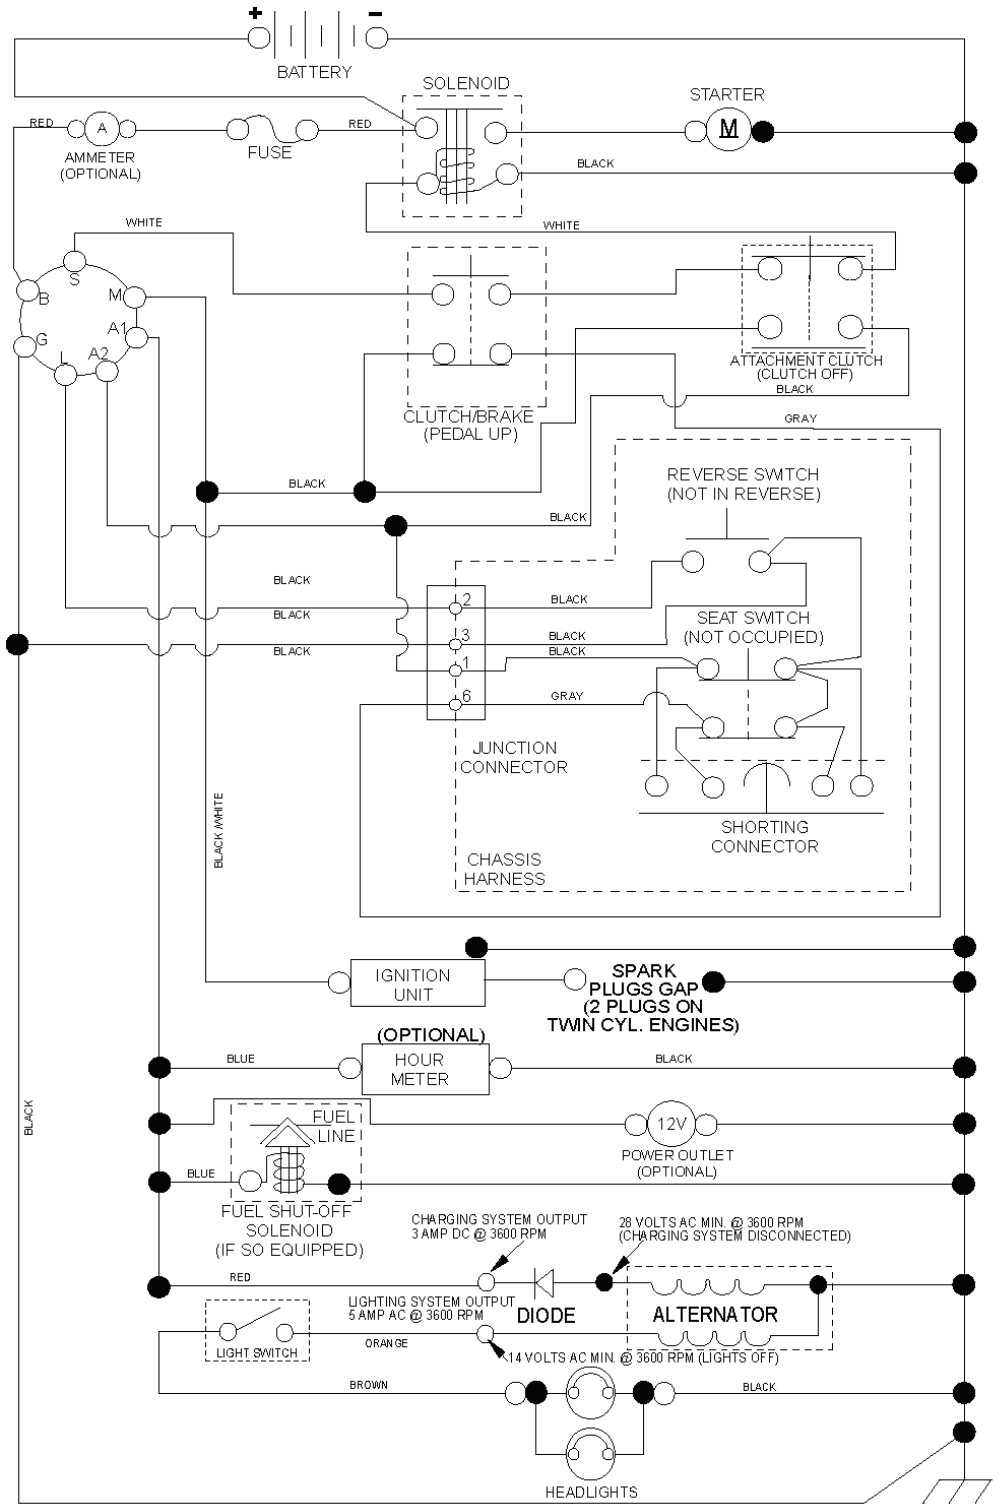 + –
BATTERY
SOLENOID
STARTER
RED
A
RED
M
FUSE
AMMETER
(OPTIONAL)
BLACK
WHITE
WHITE
S
B
M
A1
G
L
A2
ATTACHMENT CLUTCH
(CLUTCH OFF)
BLACK
CLUTCH/BRAKE
(PEDAL UP)
GRAY
REVERSE SWITCH
(NOT IN REVERSE)
BLACK
BLACK
BLACK
2
BLACK
BLACK
SEAT SWITCH
(NOT OCCUPIED)
3
BLACK
BLACK
BLACK
1
6
GRAY
JUNCTION
CONNECTOR
BLACK/WHITE
SHORTING
CONNECTOR
CHASSIS
HARNESS
IGNITION
UNIT
SPARK
PLUGS GAP
(2 PLUGS ON
TWIN CYL. ENGINES)
(OPTIONAL)
HOUR
METER
BLUE
BLACK
BLACK
FUEL
LINE
12V
POWER OUTLET
(OPTIONAL)
BLUE
FUEL SHUT-OFF
SOLENOID
(IF SO EQUIPPED)
CHARGING SYSTEM OUTPUT
3 AMP DC @ 3600 RPM
28 VOLTS AC MIN. @ 3600 RPM
(CHARGING SYSTEM DISCONNECTED)
RED
LIGHTING SYSTEM OUTPUT
5 AMP AC @ 3600 RPM
DIODE
ALTERNATOR
ORANGE
LIGHT SWITCH
14 VOLTS AC MIN. @ 3600 RPM (LIGHTS OFF)
BROWN
BLACK
HEADLIGHTS